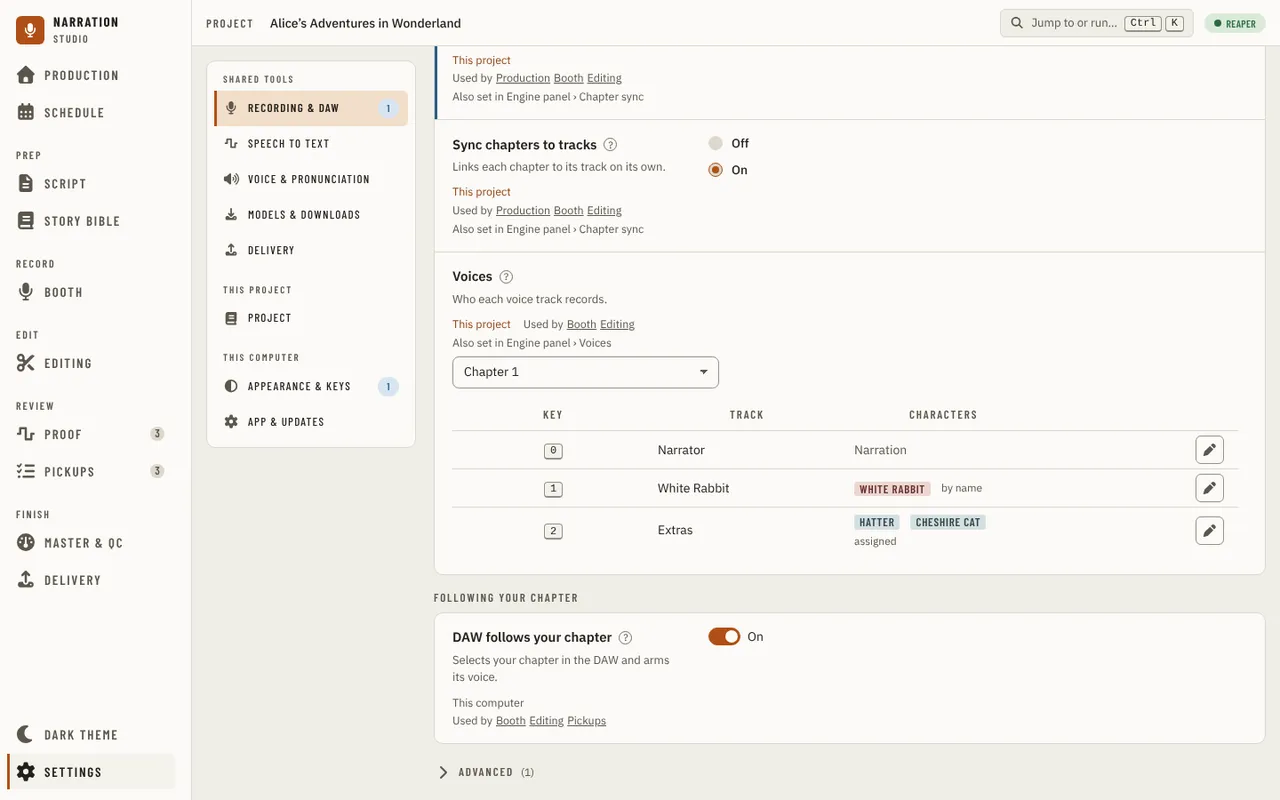 NARRATION
STUDIO
PRODUCTION
SCHEDULE
PREP
SCRIPT
STORY BIBLE
RECORD
BOOTH
EDIT
EDITING
REVIEW
PROOF 3
PICKUPS 3
FINISH
MASTER & QC
DELIVERY
DARK THEME
SETTINGS
PROJECT Alice's Adventures in Wonderland
Jump to or run... Ctrl K
REAPER
SHARED TOOLS
RECORDING & DAW 1
SPEECH TO TEXT
VOICE & PRONUNCIATION
MODELS & DOWNLOADS
DELIVERY
THIS PROJECT
PROJECT
THIS COMPUTER
APPEARANCE & KEYS 1
APP & UPDATES
This project
Used by Production Booth Editing
Also set in Engine panel › Chapter sync
Sync chapters to tracks ?
Links each chapter to its track on its own.
This project
Used by Production Booth Editing
Also set in Engine panel › Chapter sync
Off
On
Voices ?
Who each voice track records.
This project Used by Booth Editing
Also set in Engine panel › Voices
Chapter 1
KEY TRACK CHARACTERS
0 Narrator Narration
1 White Rabbit WHITE RABBIT by name
2 Extras HATTER CHESHIRE CAT
assigned
FOLLOWING YOUR CHAPTER
DAW follows your chapter ? On
Selects your chapter in the DAW and arms
its voice.
This computer
Used by Booth Editing Pickups
ADVANCED (1)